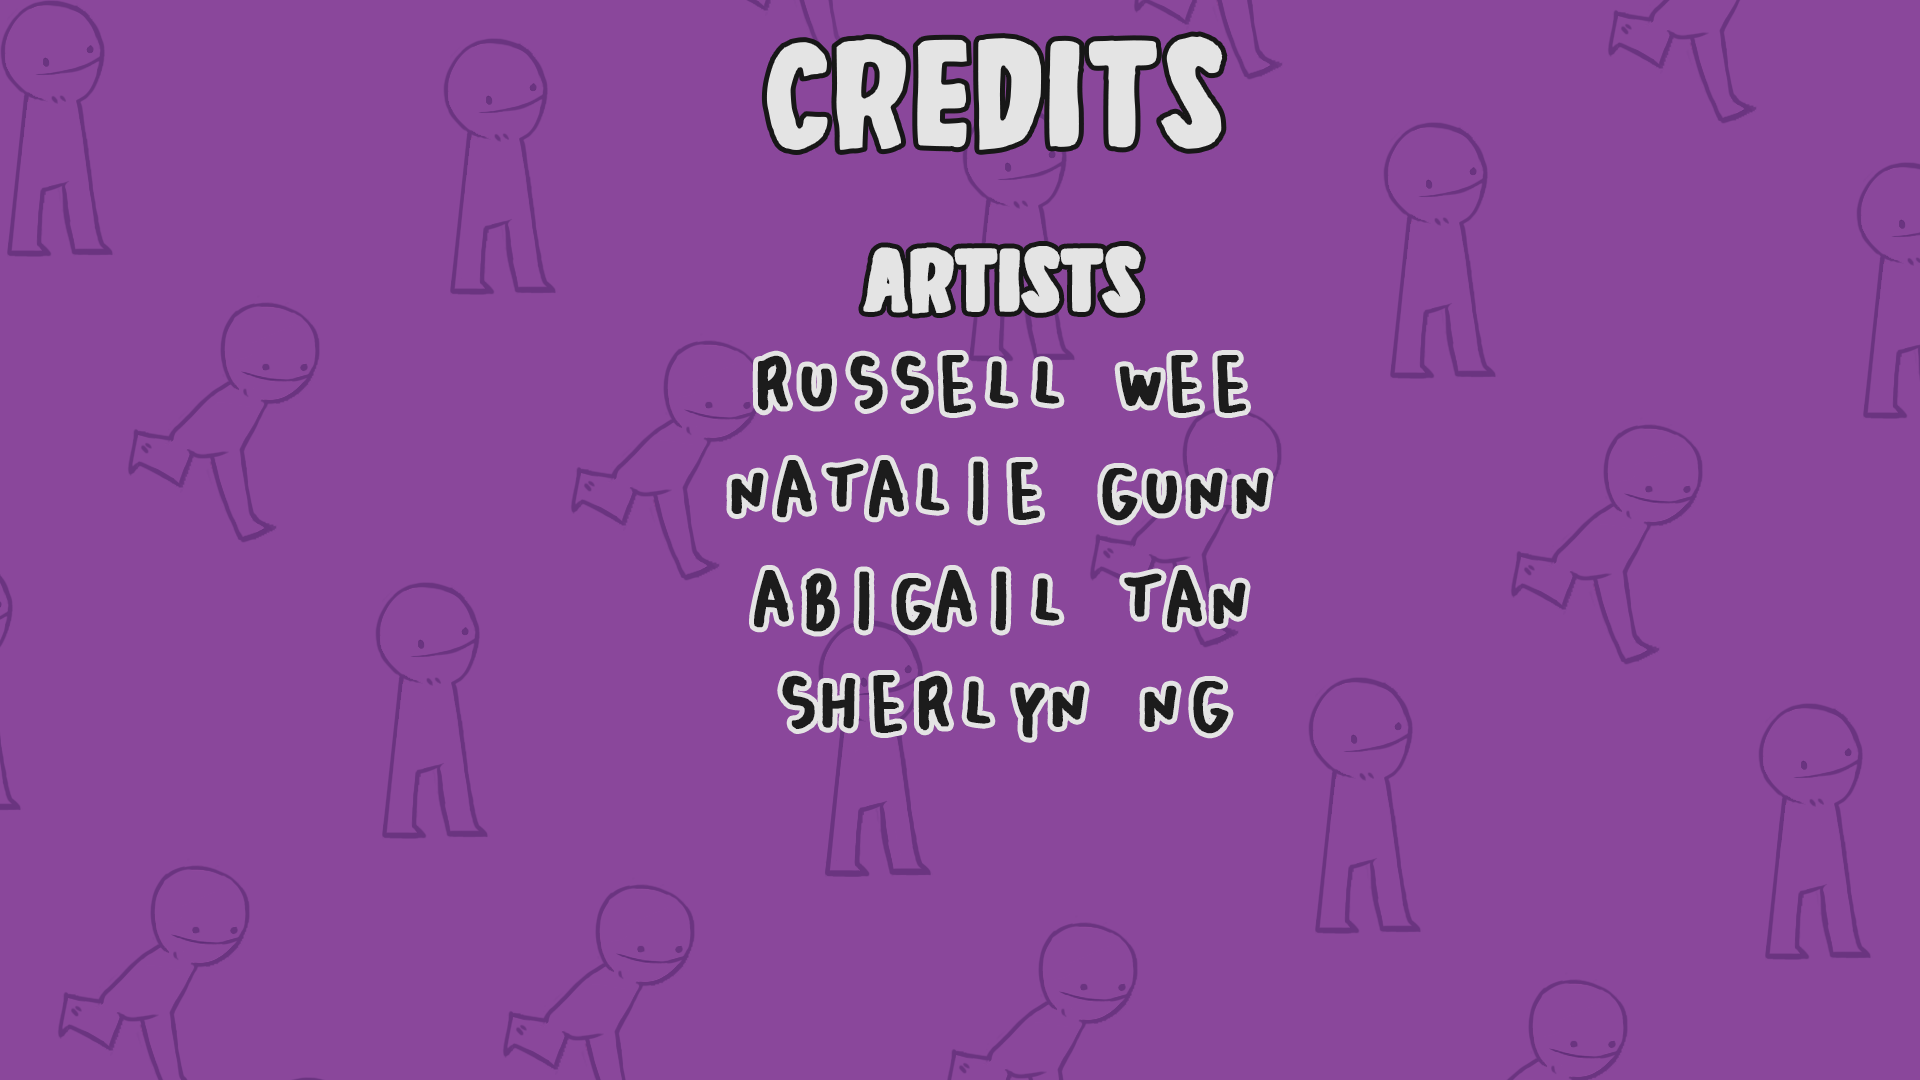 CREDITS
ARTISTS
RUSSELL WEE
NATALIE GUNN
ABIGAIL TAN
SHERLYN NG